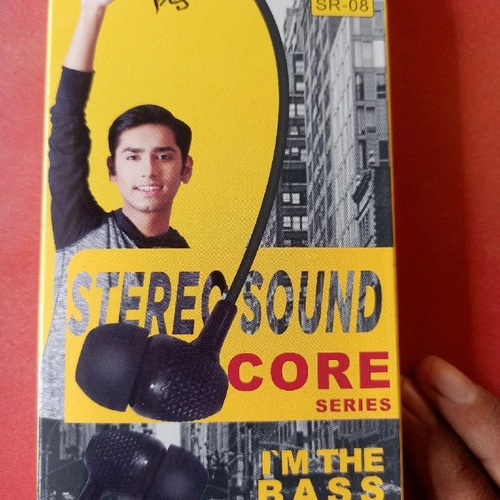 SR-08
STEREO SOUND
CORE
SERIES
I`M THE
BASS